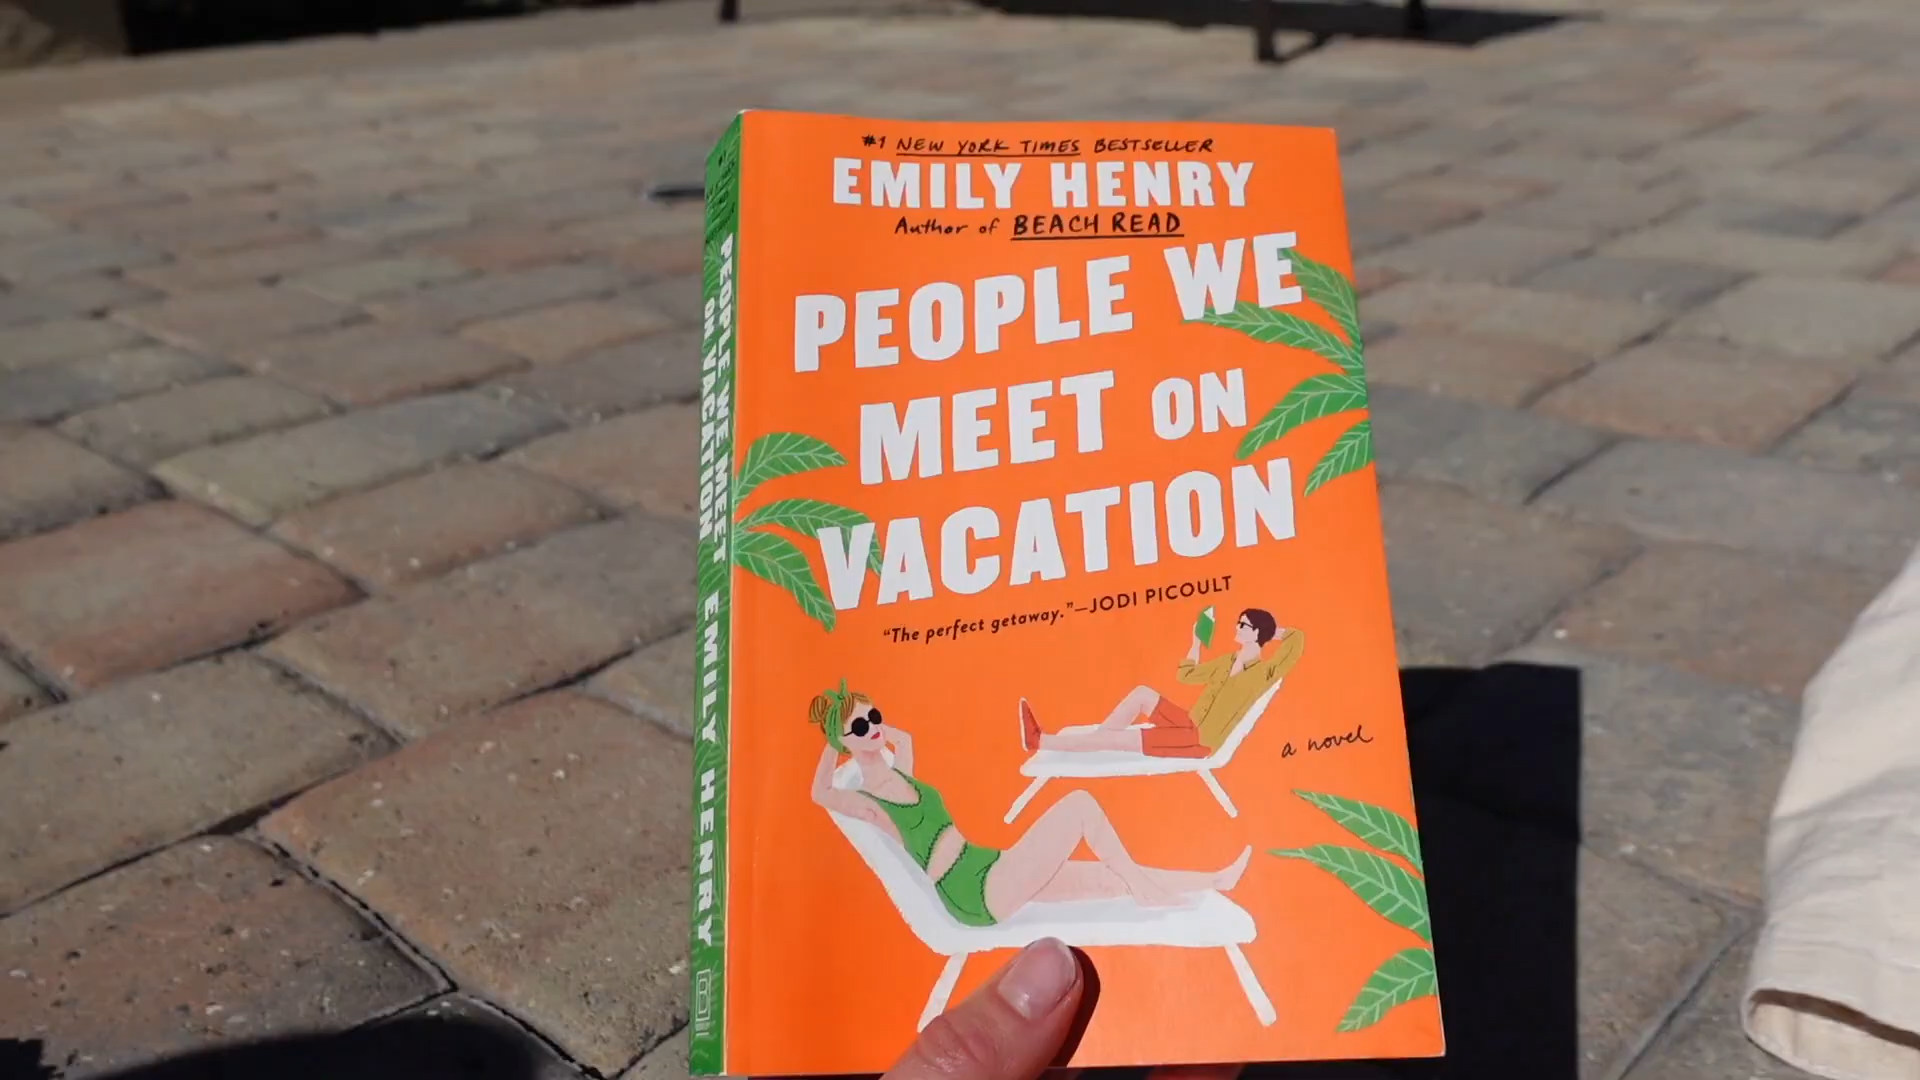 #1 NEW YORK TIMES BESTSELLER
EMILY HENRY
Author of BEACH READ
PEOPLE WE
MEET ON
VACATION
“The perfect getaway.”—JODI PICOULT
a novel
PEOPLE WE MEET
ON VACATION
EMILY HENRY